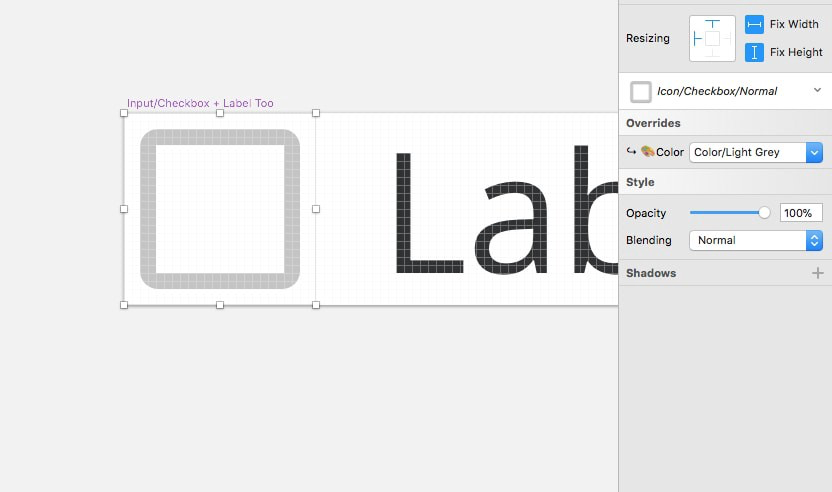 Input/Checkbox + Label Too
Lab
Resizing
Fix Width
Fix Height
Icon/Checkbox/Normal
Overrides
Color Color/Light Grey
Style
Opacity 100%
Blending Normal
Shadows